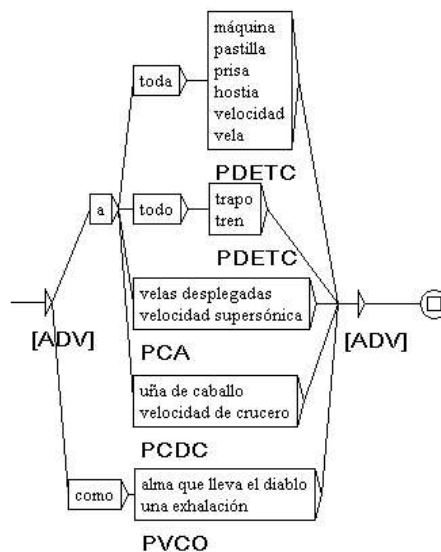 máquina
pastilla
prisa
toda
hostia
velocidad
vela
PDETC
a
todo
trapo
tren
PDETC
velas desplegadas
velocidad supersónica
[ADV]
[ADV]
PCA
uña de caballo
velocidad de crucero
PCDC
como
alma que lleva el diablo
una exhalación
PVCO